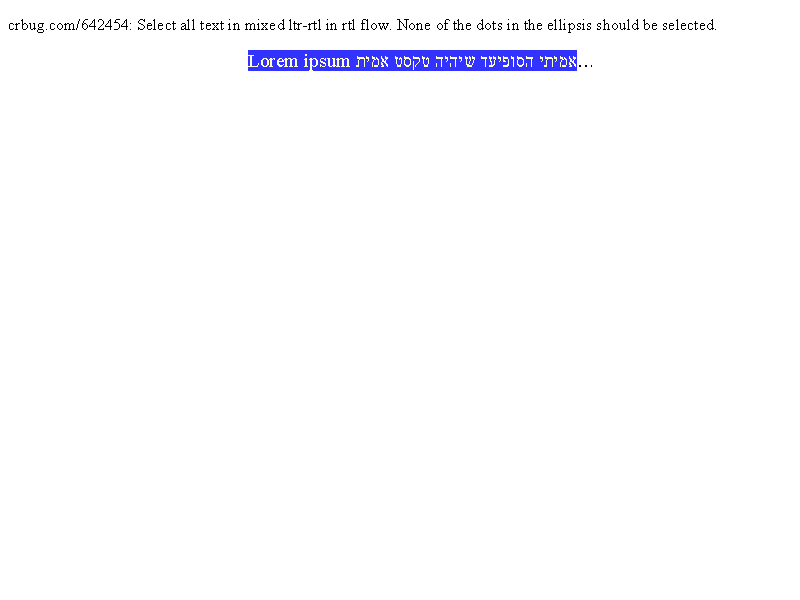 crbug.com/642454: Select all text in mixed ltr-rtl in rtl flow. None of the dots in the ellipsis should be selected.
Lorem ipsum אמיתי הסופיעד שיהיה טקסט אמית…